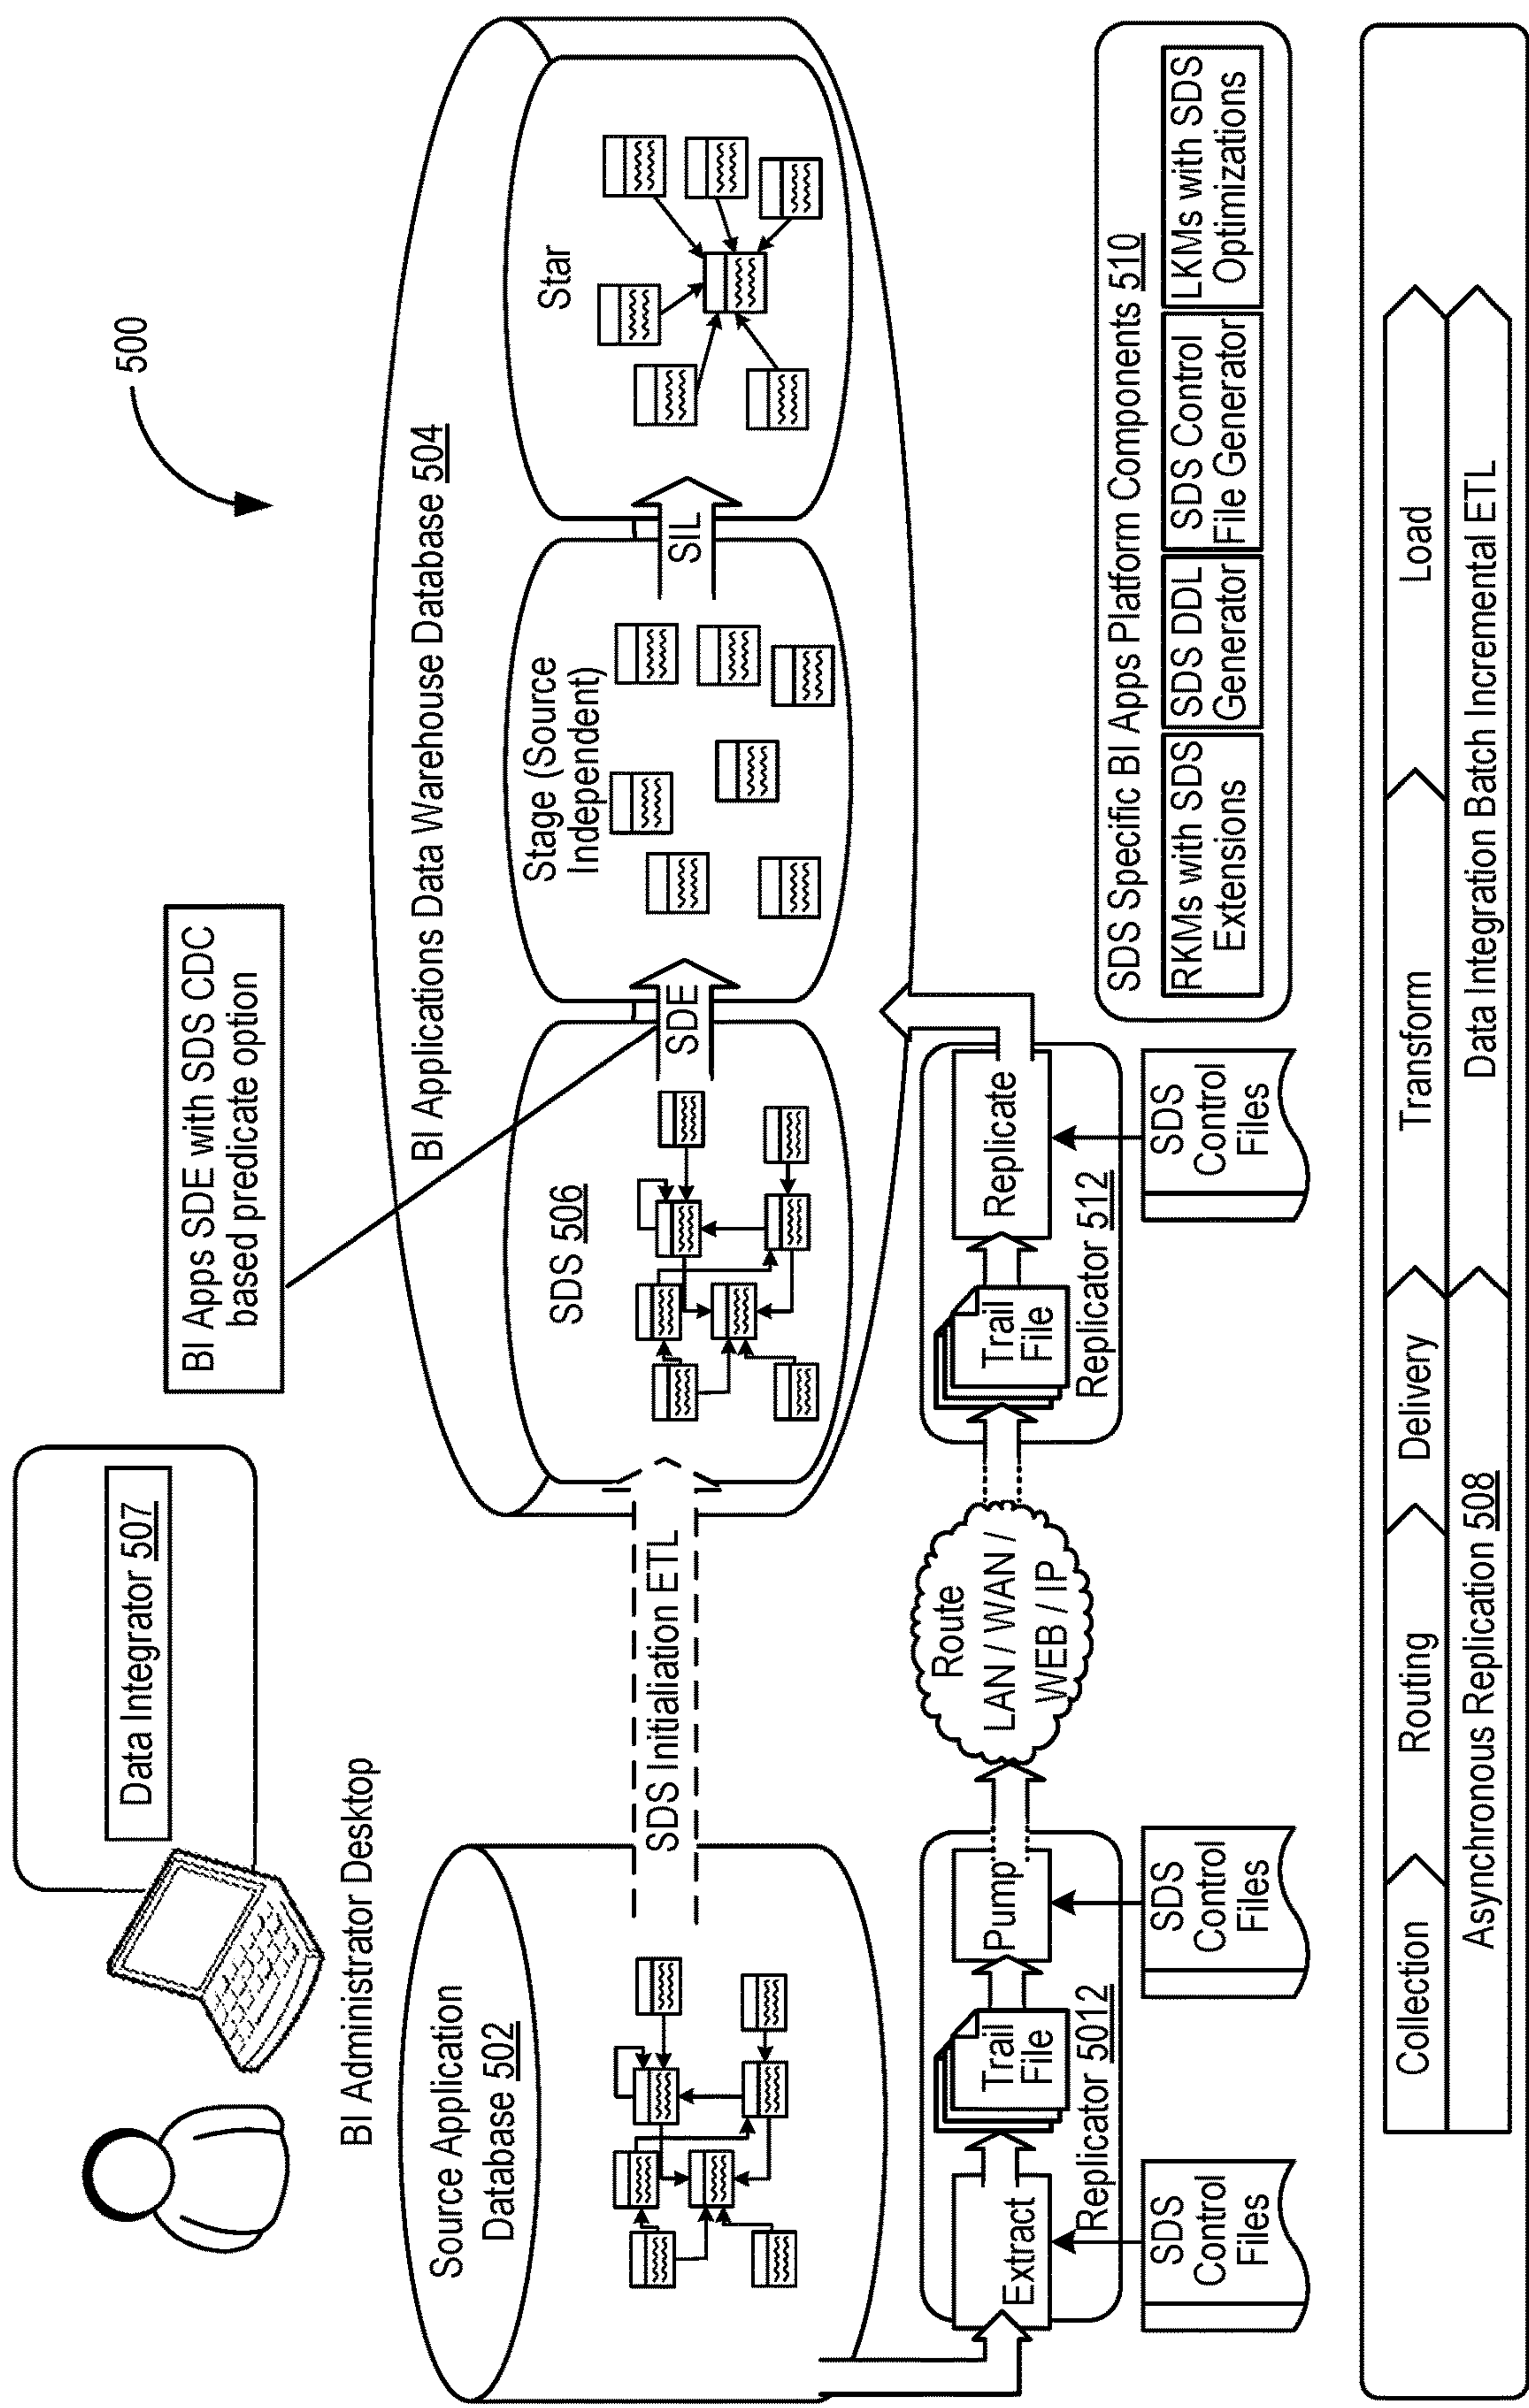 500
Data Integrator 507
BI Administrator Desktop
BI Apps SDE with SDS CDC
based predicate option
Source Application
Database 502
SDS Initialiation ETL
BI Applications Data Warehouse Database 504
SDS 506
SDE
Stage (Source
Independent)
SIL
Star
Extract
Trail
File
Pump
Replicator 5012
Route
LAN / WAN /
WEB / IP
Trail
File
Replicate
Replicator 512
SDS
Control
Files
SDS
Control
Files
SDS
Control
Files
SDS Specific BI Apps Platform Components 510
RKMs with SDS
Extensions
SDS DDL
Generator
SDS Control
File Generator
LKMs with SDS
Optimizations
Collection
Routing
Delivery
Transform
Load
Asynchronous Replication 508
Data Integration Batch Incremental ETL